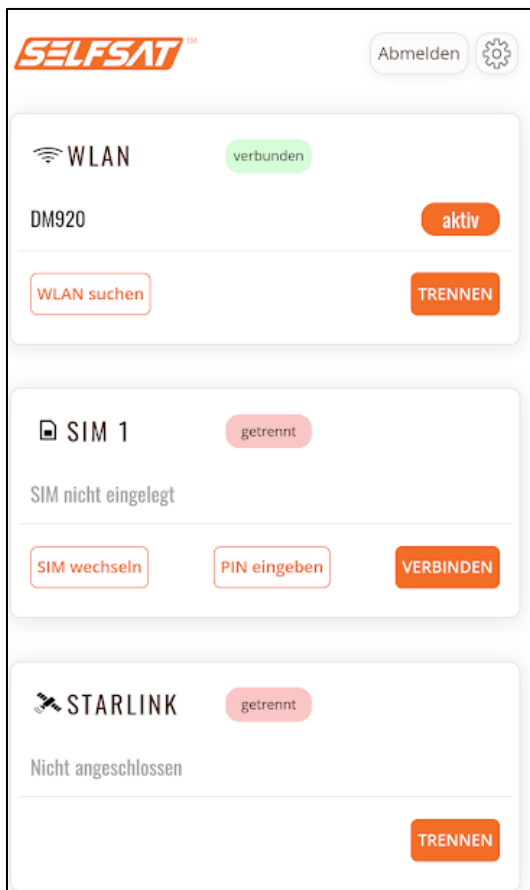 SELFSAT™
Abmelden
WLAN verbunden
DM920 aktiv
WLAN suchen TRENNEN
SIM 1 getrennt
SIM nicht eingelegt
SIM wechseln PIN eingeben VERBINDEN
STARLINK getrennt
Nicht angeschlossen
TRENNEN